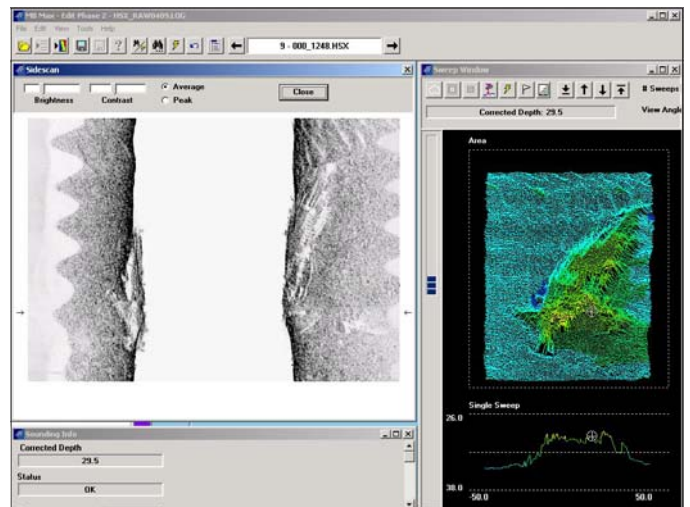 MB Max - Edit Phase 2 - HSX_RAW0409.LOG
File Edit View Tools Help
9 - 000_1248.HSX
Sidescan
Brightness
Contrast
Average
Peak
Close
Sweep Window
# Sweeps
Corrected Depth: 29.5
View Angle
Area
Single Sweep
26.0
38.0
-50.0
50.0
Sounding Info
Corrected Depth
29.5
Status
OK